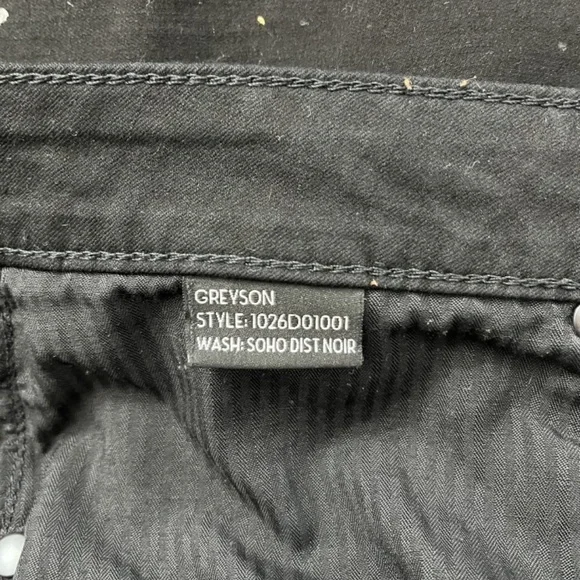 GREYSON
STYLE: 1026D01001
WASH: SOHO DIST NOIR